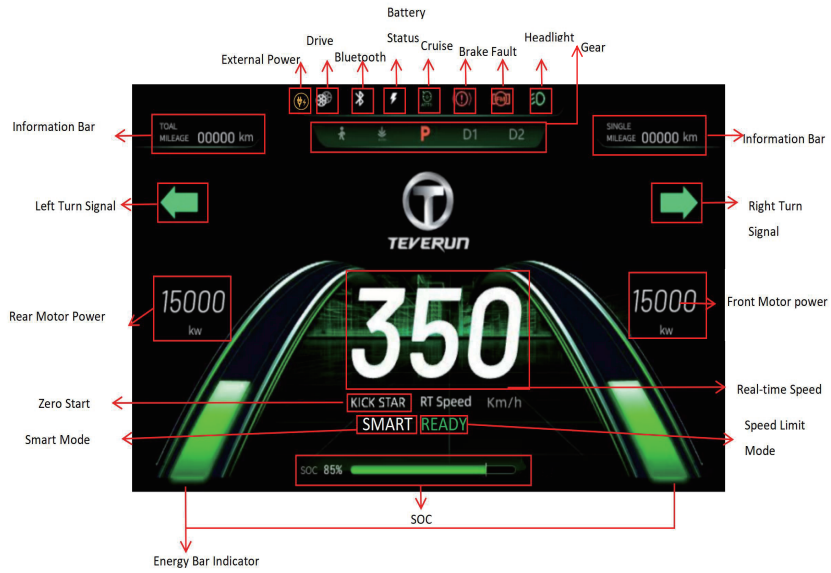 Battery
Status
Drive
External Power
Bluetooth
Cruise
Brake Fault
Headlight
Gear
Information Bar
TOAL
MILEAGE 00000 km
P D1 D2
SINGLE
MILEAGE 00000 km
Information Bar
Left Turn Signal
TEVERUN
Right Turn
Signal
Rear Motor Power
15000
kw
350
15000
kw
Front Motor power
Real-time Speed
Zero Start
KICK STAR RT Speed Km/h
Smart Mode
SMART READY
Speed Limit
Mode
SOC 85%
SOC
Energy Bar Indicator